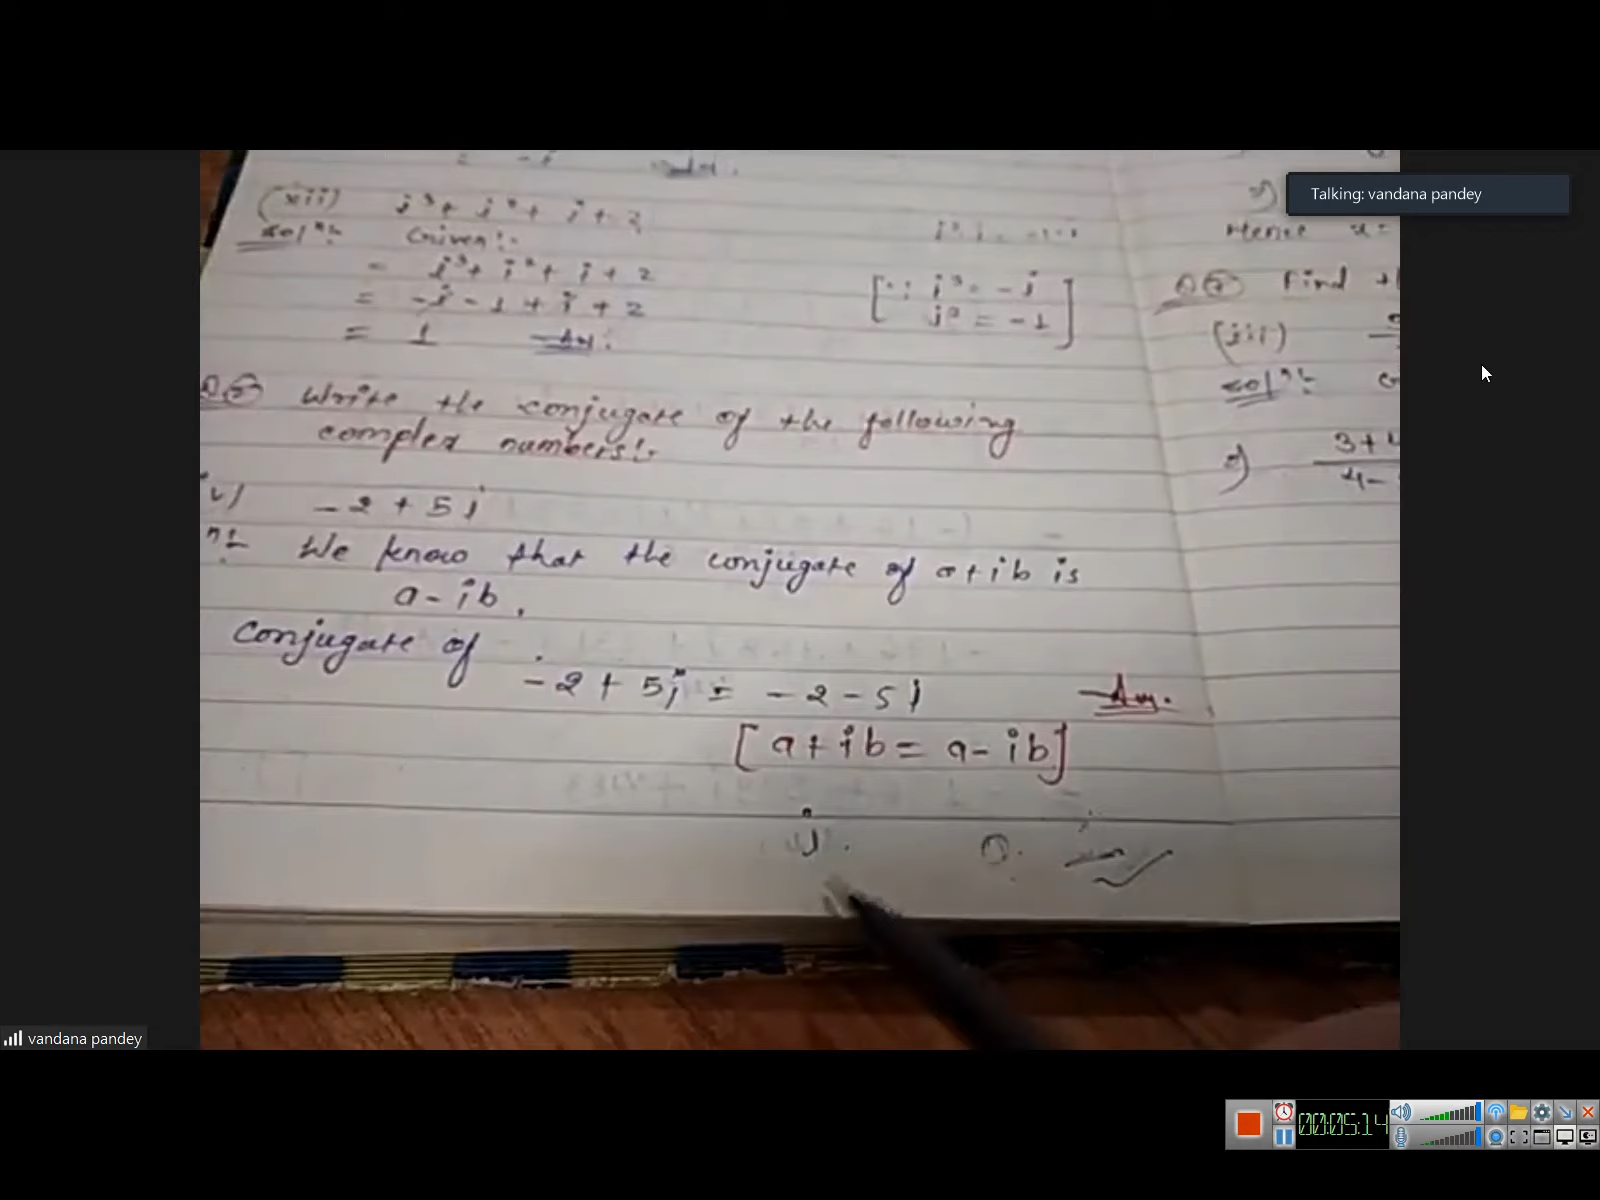 Talking: vandana pandey
(xii) i³ + i² + i + 2
solⁿ:- Given:-
= i³ + i² + i + 2
= -i - 1 + i + 2
[∵ i³ = -i
i² = -1]
= 1 Ans.
Write the conjugate of the following
complex numbers:-
-2 + 5i
We know that the conjugate of a+ib is
a-ib.
Conjugate of
-2 + 5i = -2 - 5i Ans.
[a+ib = a-ib]
i.
Hence x=
Find th
(iii)
solⁿ:
3+4
4-
vandana pandey
00:05:14